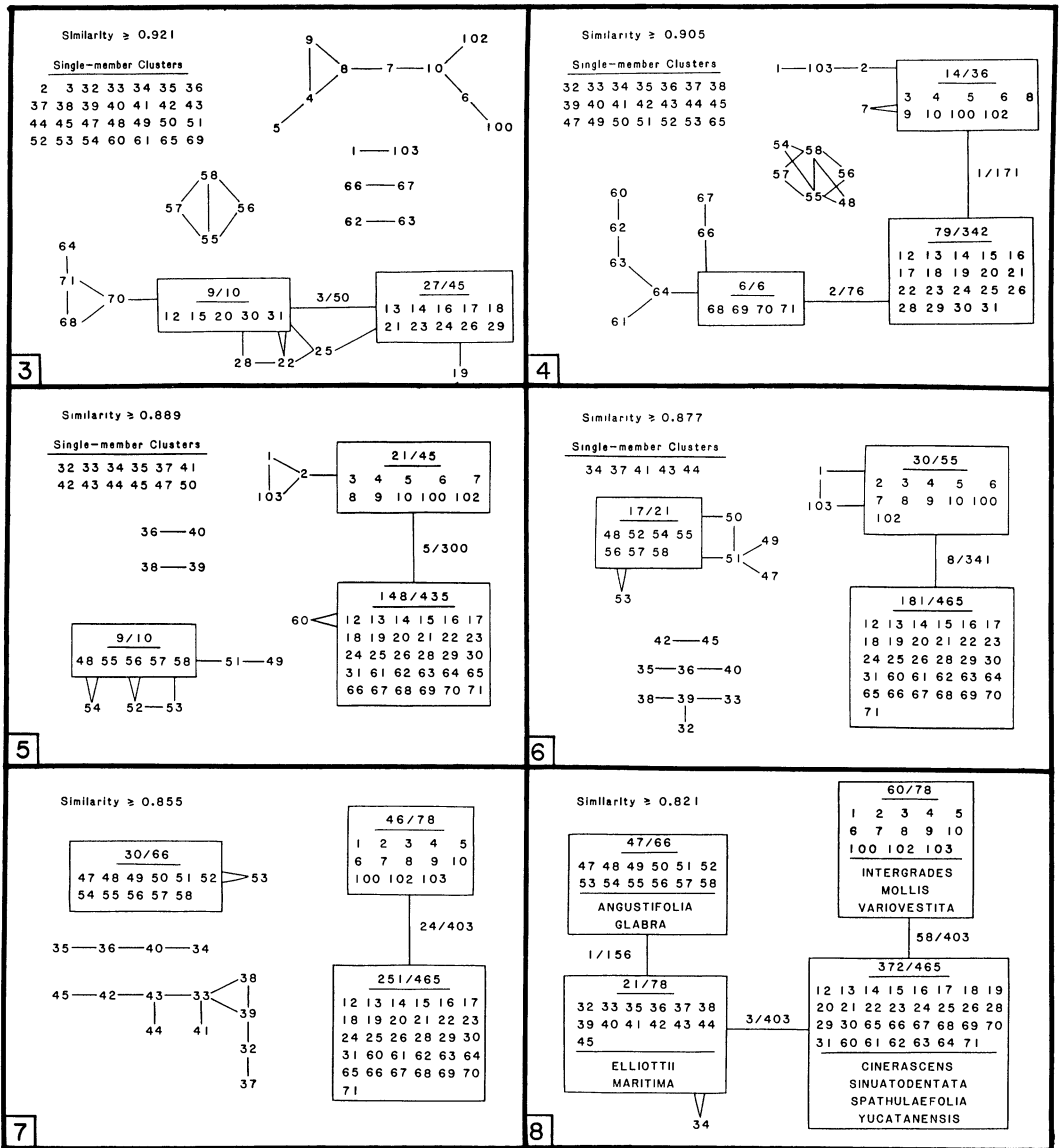 Similarity ≥ 0.921
Single-member Clusters
2 3 32 33 34 35 36
37 38 39 40 41 42 43
44 45 47 48 49 50 51
52 53 54 60 61 65 69
9
102
8
7
10
4
6
5
100
1
103
66
67
62
63
58
57
56
55
64
71
70
68
9/10
12 15 20 30 31
3/50
27/45
13 14 16 17 18
21 23 24 26 29
28
22
25
19
3
Similarity ≥ 0.905
Single-member Clusters
32 33 34 35 36 37 38
39 40 41 42 43 44 45
47 49 50 51 52 53 65
1
103
2
7
14/36
3 4 5 6 8
9 10 100 102
54
58
57
56
55
48
1/171
60
67
62
66
63
64
61
6/6
68 69 70 71
2/76
79/342
12 13 14 15 16
17 18 19 20 21
22 23 24 25 26
28 29 30 31
4
Similarity ≥ 0.889
Single-member Clusters
32 33 34 35 37 41
42 43 44 45 47 50
1
2
103
21/45
3 4 5 6 7
8 9 10 100 102
36
40
38
39
5/300
60
148/435
12 13 14 15 16 17
18 19 20 21 22 23
24 25 26 28 29 30
31 61 62 63 64 65
66 67 68 69 70 71
9/10
48 55 56 57 58
51
49
54
52
53
5
Similarity ≥ 0.877
Single-member Clusters
34 37 41 43 44
1
103
30/55
2 3 4 5 6
7 8 9 10 100
102
17/21
48 52 54 55
56 57 58
50
51
49
47
53
8/341
42
45
35
36
40
38
39
33
32
181/465
12 13 14 15 16 17
18 19 20 21 22 23
24 25 26 28 29 30
31 60 61 62 63 64
65 66 67 68 69 70
71
6
Similarity ≥ 0.855
30/66
47 48 49 50 51 52
54 55 56 57 58
53
46/78
1 2 3 4 5
6 7 8 9 10
100 102 103
24/403
35
36
40
34
45
42
43
33
38
39
44
41
32
37
251/465
12 13 14 15 16 17
18 19 20 21 22 23
24 25 26 28 29 30
31 60 61 62 63 64
65 66 67 68 69 70
71
7
Similarity ≥ 0.821
47/66
47 48 49 50 51 52
53 54 55 56 57 58
ANGUSTIFOLIA
GLABRA
60/78
1 2 3 4 5
6 7 8 9 10
100 102 103
INTERGRADES
MOLLIS
VARIOVESTITA
1/156
58/403
21/78
32 33 35 36 37 38
39 40 41 42 43 44
45
ELLIOTTII
MARITIMA
34
3/403
372/465
12 13 14 15 16 17 18 19
20 21 22 23 24 25 26 28
29 30 65 66 67 68 69 70
31 60 61 62 63 64 71
CINERASCENS
SINUATODENTATA
SPATHULAEFOLIA
YUCATANENSIS
8